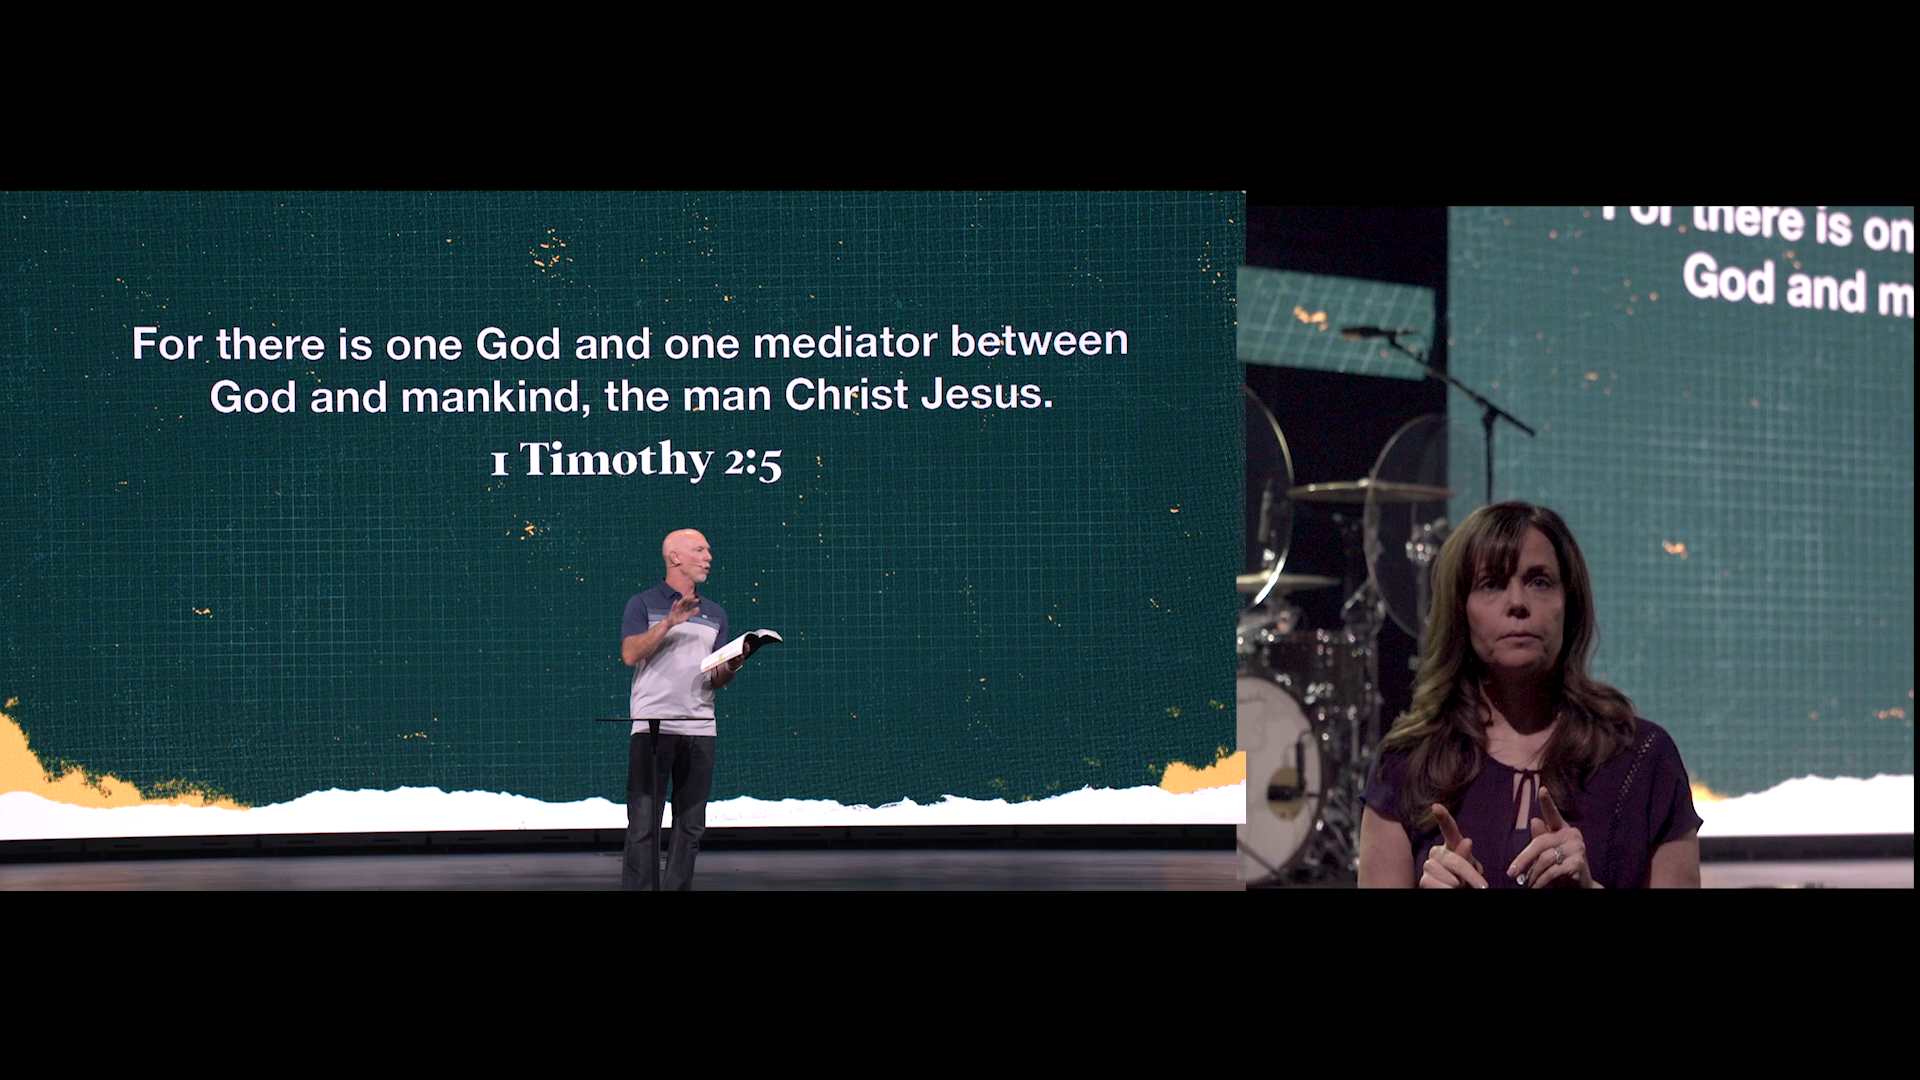 For there is one God and one mediator between
God and mankind, the man Christ Jesus.
1 Timothy 2:5
For there is on
God and m